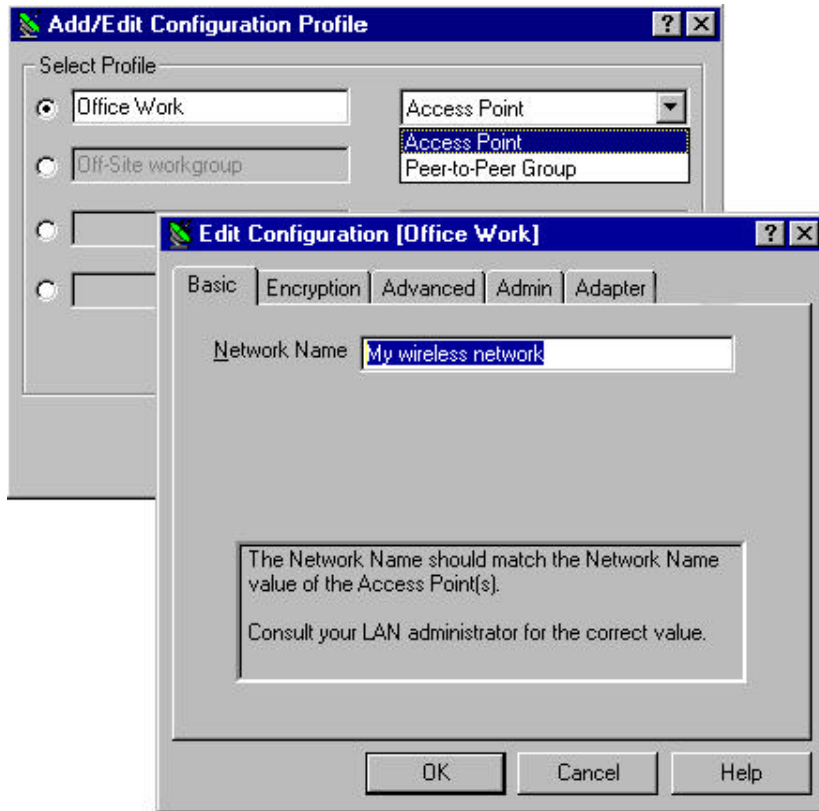 Add/Edit Configuration Profile
Select Profile
Office Work
Access Point
Access Point
Off-Site workgroup
Peer-to-Peer Group
Edit Configuration [Office Work]
Basic Encryption Advanced Admin Adapter
Network Name My wireless network
The Network Name should match the Network Name
value of the Access Point(s).
Consult your LAN administrator for the correct value.
OK Cancel Help